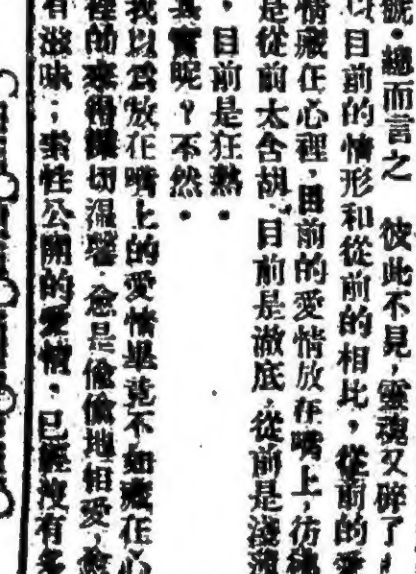 號·總而言之 彼此不見,靈魂又碎了
以目前的情形和從前的相比,從前的愛
情藏在心裡,目前的愛情放在嘴上,彷彿
是從前太含胡,目前是澈底,從前是淺薄
,目前是狂熱·
其實呢?不然·
我以爲放在嘴上的愛情畢竟不如藏在心
裡的來得懇切温馨·愈是偷偷地相愛,愈
有滋味;索性公開的愛情·已經沒有多